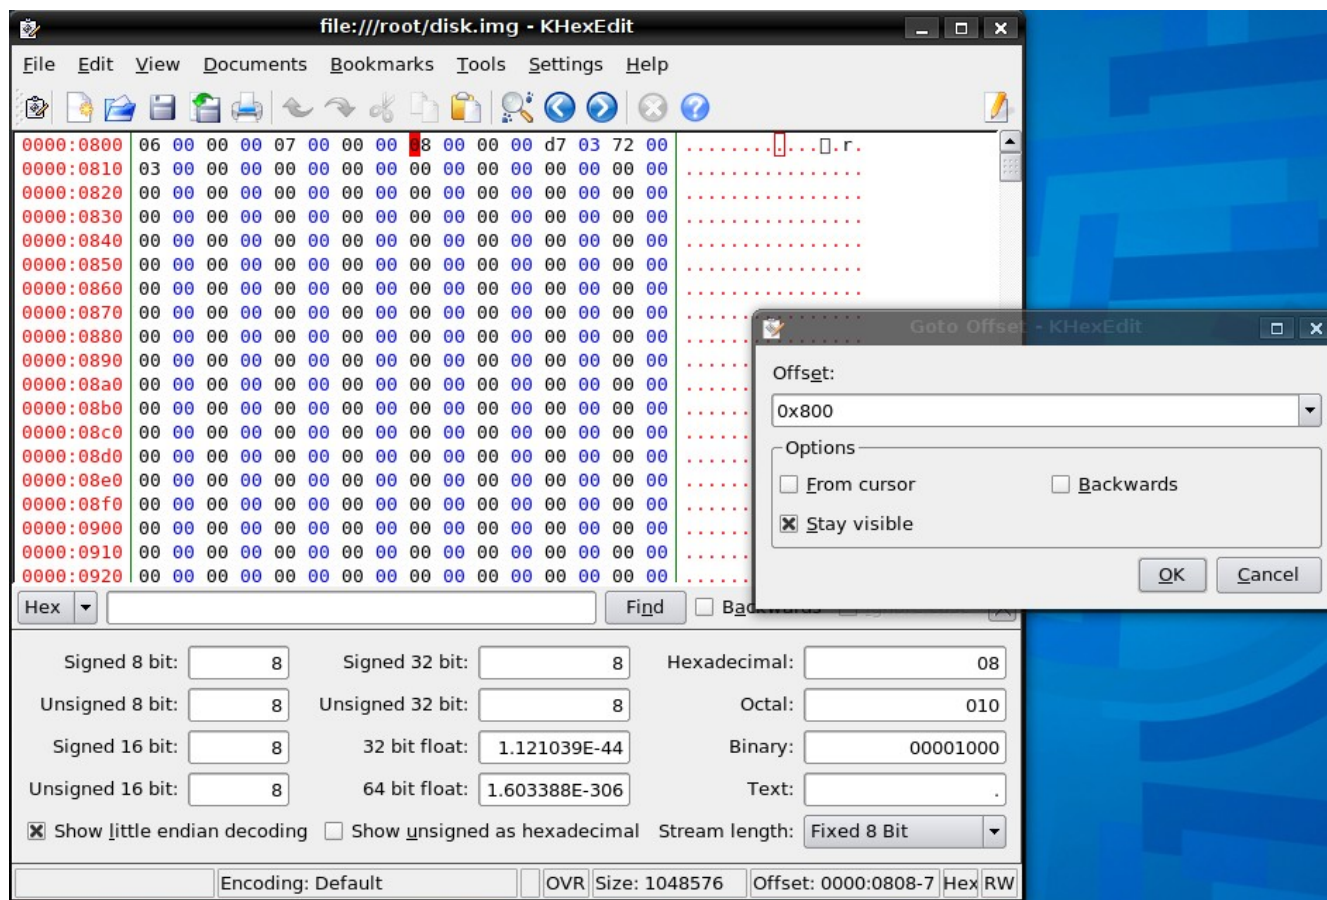 file:///root/disk.img - KHexEdit
File Edit View Documents Bookmarks Tools Settings Help
0000:0800 06 00 00 00 07 00 00 00 08 00 00 00 d7 03 72 00 ............▯.r.
0000:0810 03 00 00 00 00 00 00 00 00 00 00 00 00 00 00 00 ................
0000:0820 00 00 00 00 00 00 00 00 00 00 00 00 00 00 00 00 ................
0000:0830 00 00 00 00 00 00 00 00 00 00 00 00 00 00 00 00 ................
0000:0840 00 00 00 00 00 00 00 00 00 00 00 00 00 00 00 00 ................
0000:0850 00 00 00 00 00 00 00 00 00 00 00 00 00 00 00 00 ................
0000:0860 00 00 00 00 00 00 00 00 00 00 00 00 00 00 00 00 ................
0000:0870 00 00 00 00 00 00 00 00 00 00 00 00 00 00 00 00 ....
0000:0880 00 00 00 00 00 00 00 00 00 00 00 00 00 00 00 00 ....
0000:0890 00 00 00 00 00 00 00 00 00 00 00 00 00 00 00 00 ....
0000:08a0 00 00 00 00 00 00 00 00 00 00 00 00 00 00 00 00 ....
0000:08b0 00 00 00 00 00 00 00 00 00 00 00 00 00 00 00 00 ....
0000:08c0 00 00 00 00 00 00 00 00 00 00 00 00 00 00 00 00 ....
0000:08d0 00 00 00 00 00 00 00 00 00 00 00 00 00 00 00 00 ....
0000:08e0 00 00 00 00 00 00 00 00 00 00 00 00 00 00 00 00 ....
0000:08f0 00 00 00 00 00 00 00 00 00 00 00 00 00 00 00 00 ....
0000:0900 00 00 00 00 00 00 00 00 00 00 00 00 00 00 00 00 ....
0000:0910 00 00 00 00 00 00 00 00 00 00 00 00 00 00 00 00 ....
0000:0920 00 00 00 00 00 00 00 00 00 00 00 00 00 00 00 00 ....
Goto Offset - KHexEdit
Offset:
0x800
Options
From cursor Backwards
Stay visible
OK Cancel
Hex Find Backwards
Signed 8 bit: 8 Signed 32 bit: 8 Hexadecimal: 08
Unsigned 8 bit: 8 Unsigned 32 bit: 8 Octal: 010
Signed 16 bit: 8 32 bit float: 1.121039E-44 Binary: 00001000
Unsigned 16 bit: 8 64 bit float: 1.603388E-306 Text: .
Show little endian decoding Show unsigned as hexadecimal Stream length: Fixed 8 Bit
Encoding: Default OVR Size: 1048576 Offset: 0000:0808-7 Hex RW